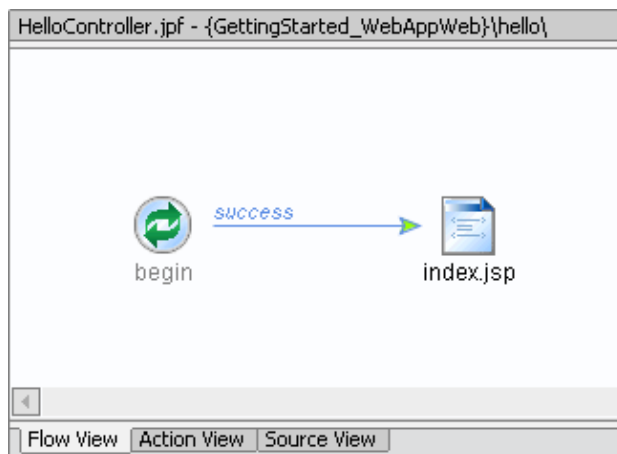 HelloController.jpf - {GettingStarted_WebAppWeb}\hello\
success
begin
index.jsp
Flow View Action View Source View